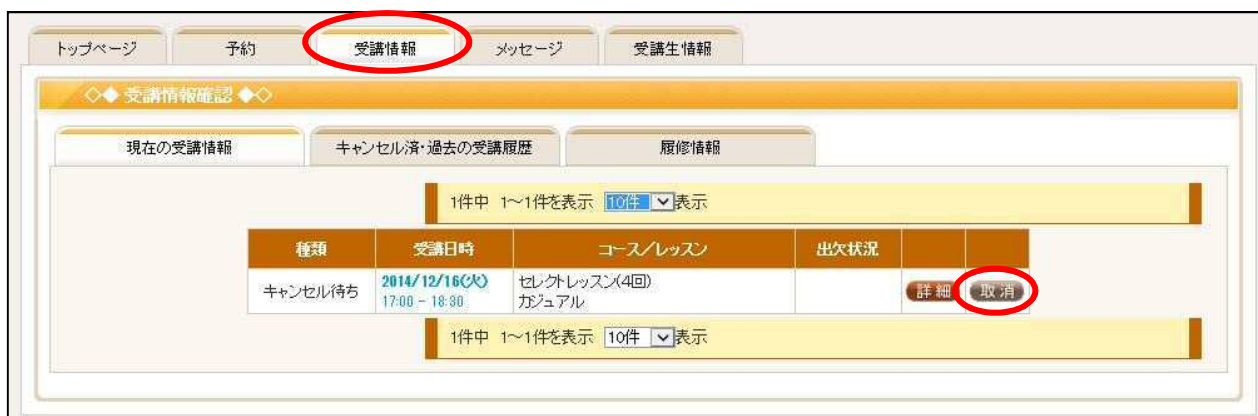 トップページ 予約 受講情報 メッセージ 受講生情報
◇◆ 受講情報確認 ◆◇
現在の受講情報 キャンセル済・過去の受講履歴 履修情報
1件中 1～1件を表示 10件 表示
種類 受講日時 コース／レッスン 出欠状況
キャンセル待ち 2014/12/16(火) セレクトレッスン(4回) 詳細 取消
17:00 - 18:30 カジュアル
1件中 1～1件を表示 10件 表示